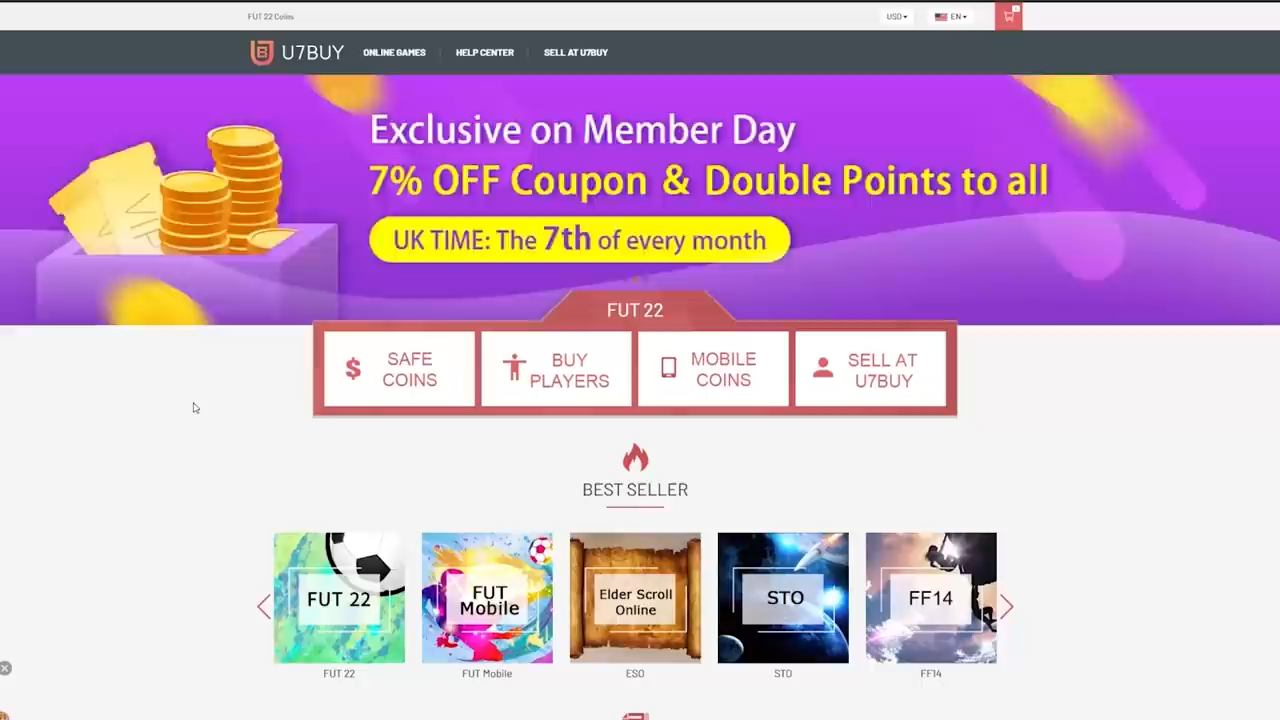 FUT 22 Coins
USD
EN
U7BUY
ONLINE GAMES
HELP CENTER
SELL AT U7BUY
Exclusive on Member Day
7% OFF Coupon & Double Points to all
UK TIME: The 7th of every month
FUT 22
SAFE
COINS
BUY
PLAYERS
MOBILE
COINS
SELL AT
U7BUY
BEST SELLER
FUT 22
FUT
Mobile
Elder Scroll
Online
STO
FF14
FUT 22
FUT Mobile
ESO
STO
FF14